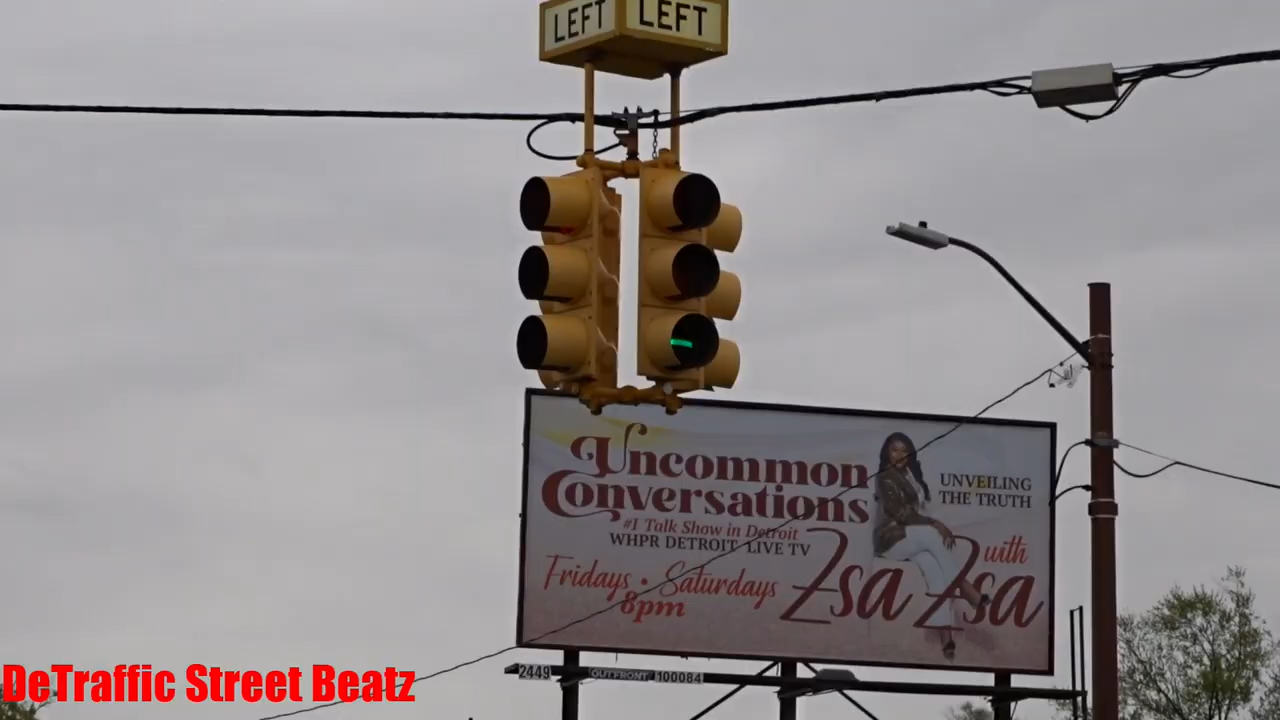 LEFT LEFT
Uncommon
Conversations
#1 Talk Show in Detroit
WHPR DETROIT LIVE TV
UNVEILING
THE TRUTH
with
Zsa Zsa
Fridays • Saturdays
8pm
2449 OUTFRONT 100084
DeTraffic Street Beatz